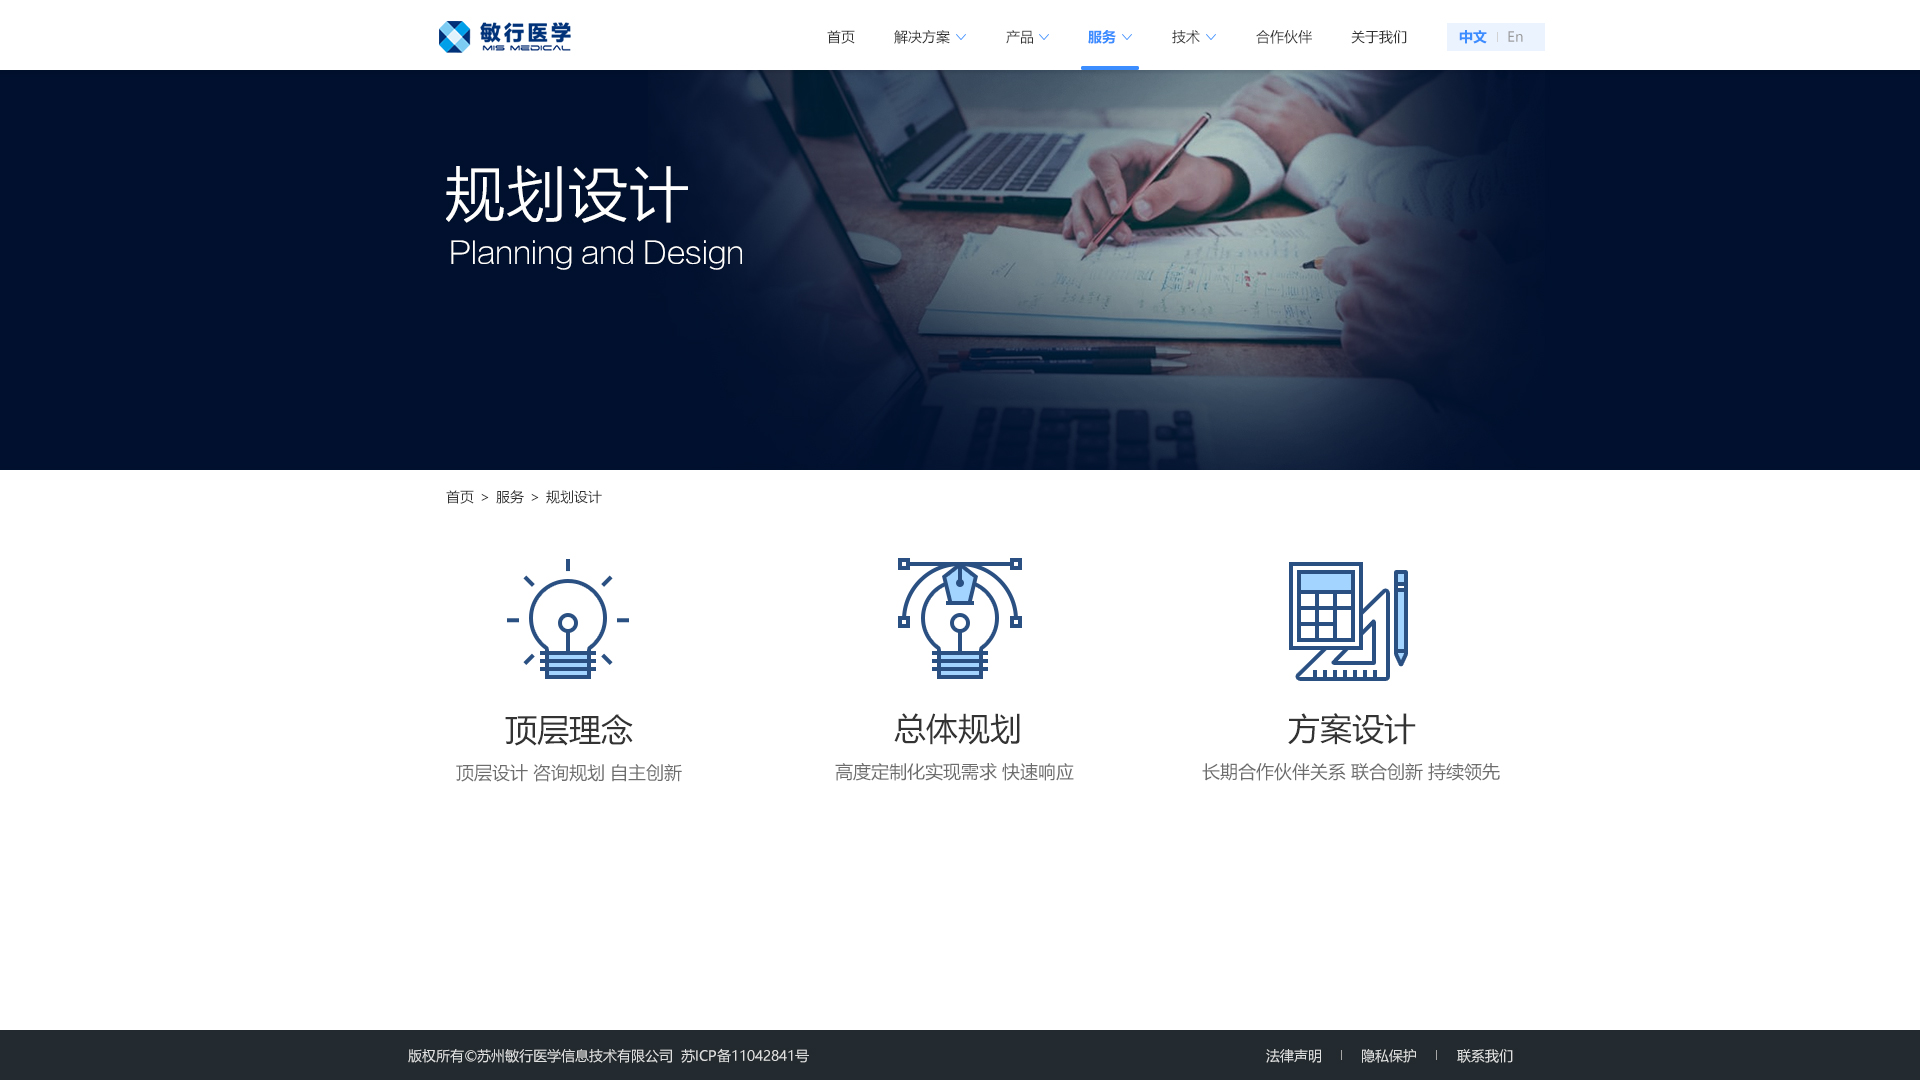 敏行医学
MIS MEDICAL
首页 解决方案 产品 服务 技术 合作伙伴 关于我们 中文 En
规划设计
Planning and Design
首页 > 服务 > 规划设计
顶层理念
顶层设计 咨询规划 自主创新
总体规划
高度定制化实现需求 快速响应
方案设计
长期合作伙伴关系 联合创新 持续领先
版权所有©苏州敏行医学信息技术有限公司 苏ICP备11042841号
法律声明 | 隐私保护 | 联系我们